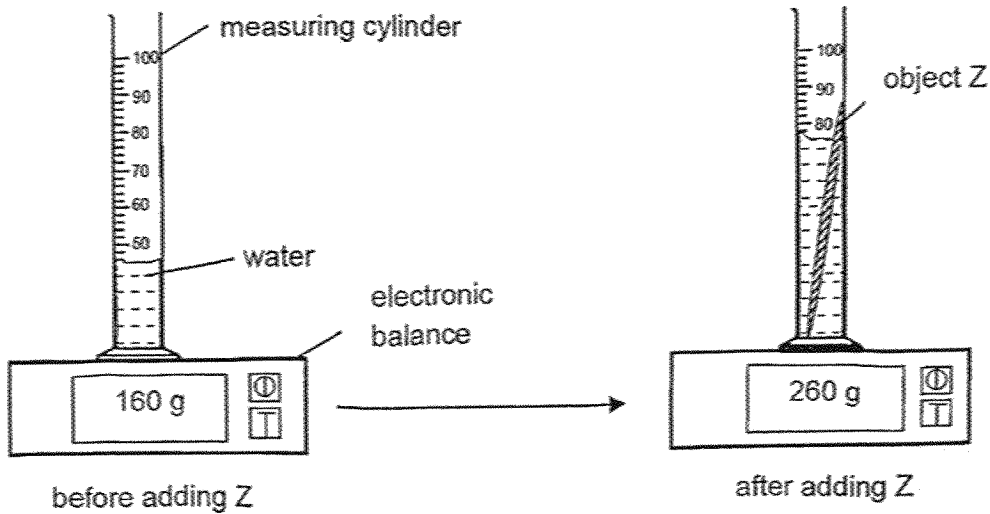 measuring cylinder
100
90
80
70
60
50
water
electronic
balance
160 g
before adding Z
100
90
80
object Z
260 g
after adding Z